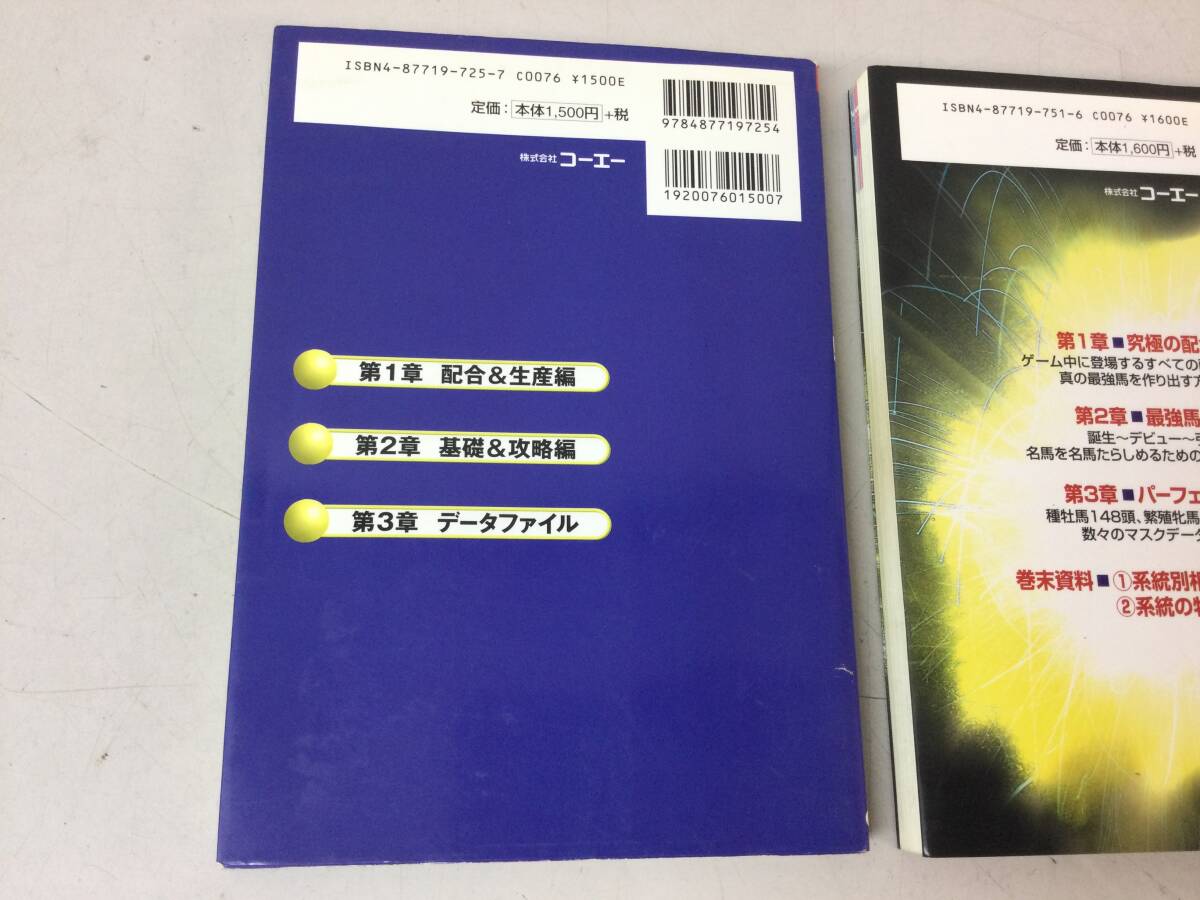 ISBN4-87719-725-7 C0076 ¥1500E
定価：本体1,500円+税
9784877197254
株式会社コーエー
1920076015007
第1章 配合＆生産編
第2章 基礎＆攻略編
第3章 データファイル
ISBN4-87719-751-6 C0076 ¥1600E
定価：本体1,600円+税
株式会社コーエー
第1章■究極の配
ゲーム中に登場するすべての
真の最強馬を作り出す
第2章■最強馬
誕生〜デビュー〜
名馬を名馬たらしめるための
第3章■パーフェ
種牡馬148頭、繁殖牝馬
数々のマスクデータ
巻末資料■①系統別相
②系統の特